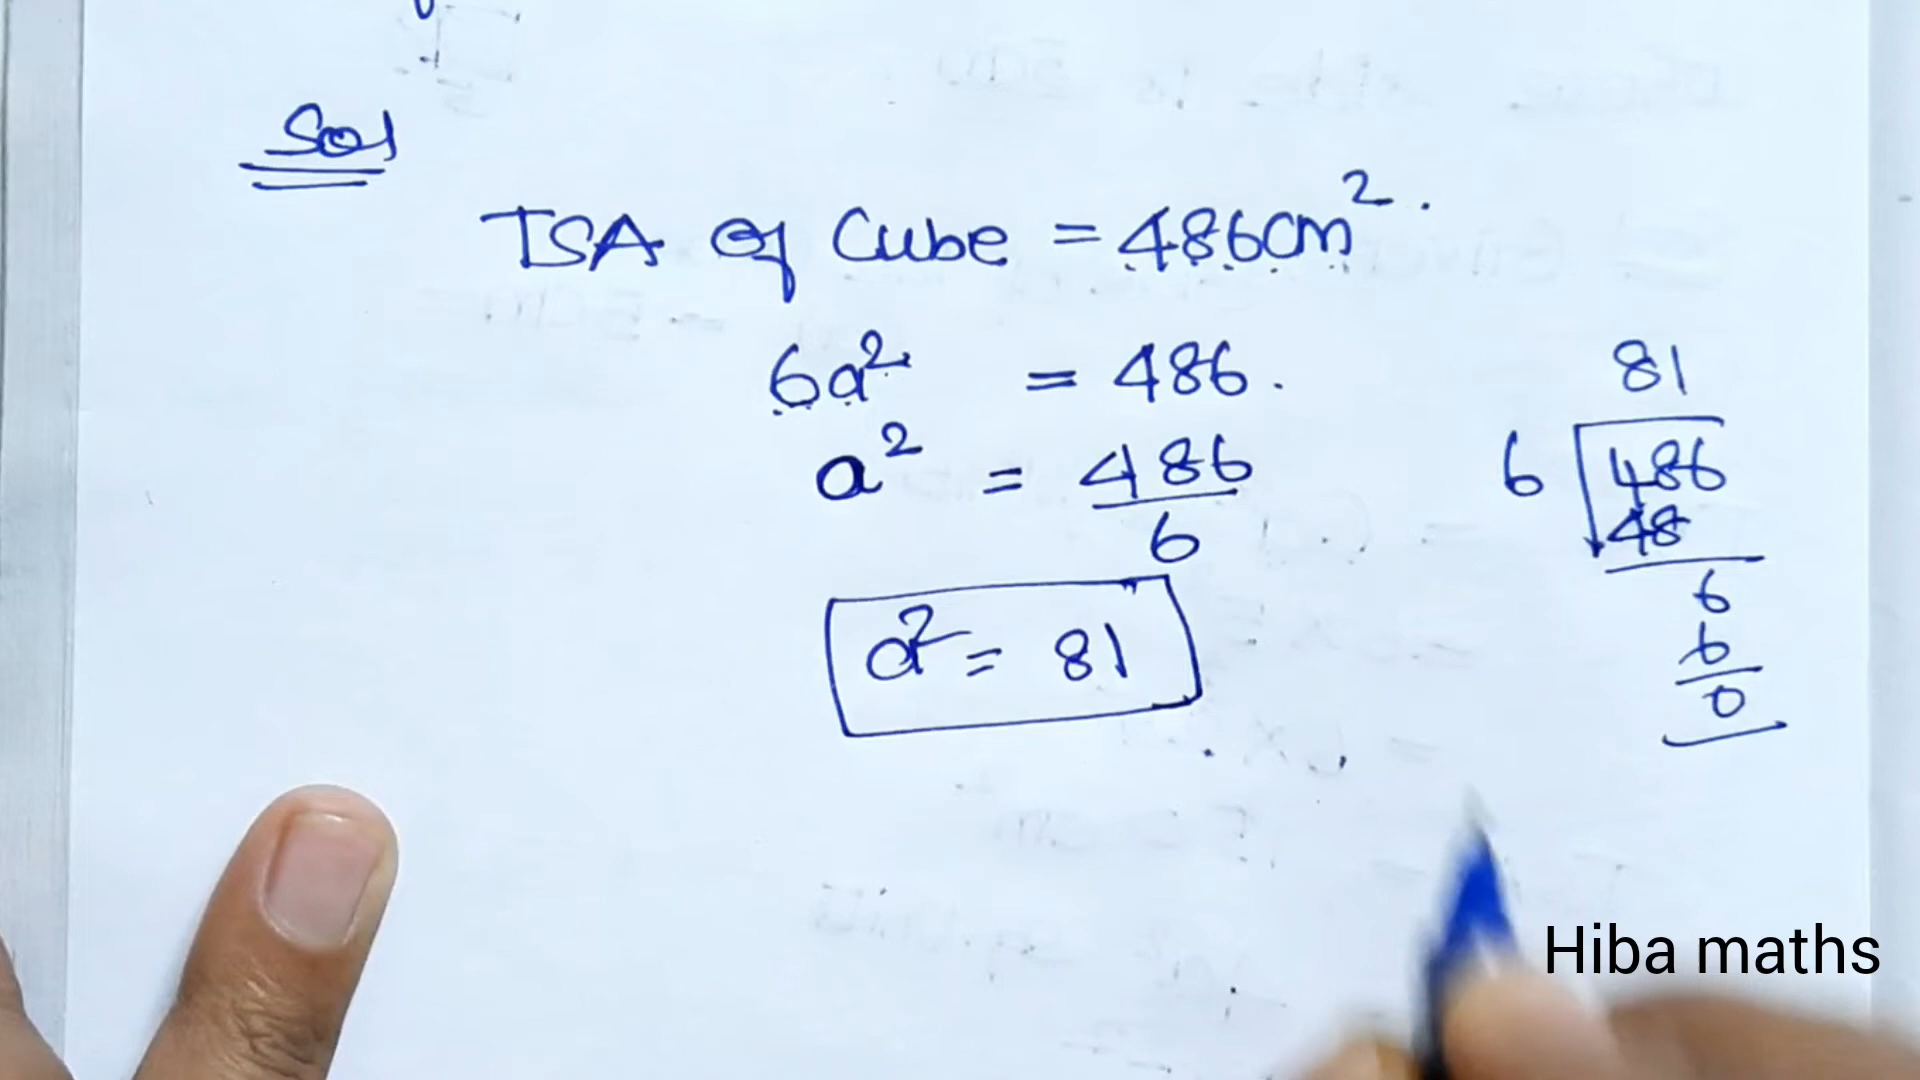 Sol
TSA of Cube = 486cm².
6a² = 486.
a² = 486/6
a² = 81
81
6 486
48
6
6
0
Hiba maths